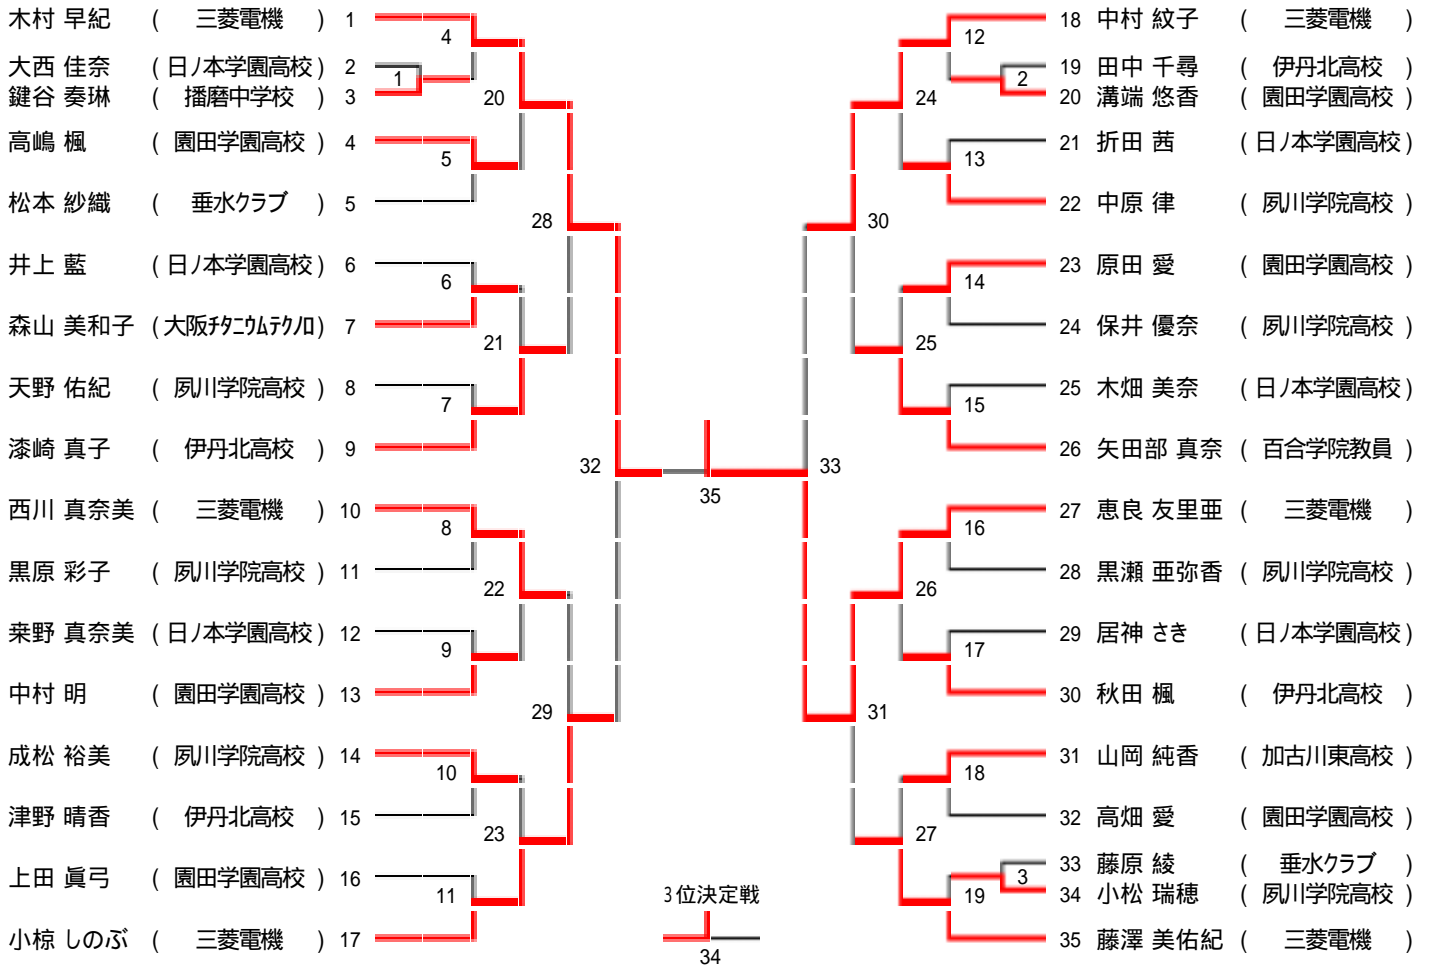 木村 早紀 ( 三菱電機 ) 1
大西 佳奈 ( 日ノ本学園高校 ) 2
鍵谷 奏琳 ( 播磨中学校 ) 3
高嶋 楓 ( 園田学園高校 ) 4
松本 紗織 ( 垂水クラブ ) 5
井上 藍 ( 日ノ本学園高校 ) 6
森山 美和子 ( 大阪チタニウムテクノロ ) 7
天野 佑紀 ( 夙川学院高校 ) 8
漆崎 真子 ( 伊丹北高校 ) 9
西川 真奈美 ( 三菱電機 ) 10
黒原 彩子 ( 夙川学院高校 ) 11
乗野 真奈美 ( 日ノ本学園高校 ) 12
中村 明 ( 園田学園高校 ) 13
成松 裕美 ( 夙川学院高校 ) 14
津野 晴香 ( 伊丹北高校 ) 15
上田 眞弓 ( 園田学園高校 ) 16
小椋 しのぶ ( 三菱電機 ) 17
4
1
20
5
28
6
21
7
32
8
22
9
29
10
23
11
35
3位決定戦
34
12
2
24
13
30
14
25
15
33
16
26
17
31
18
27
3
19
18 中村 紋子 ( 三菱電機 )
19 田中 千尋 ( 伊丹北高校 )
20 溝端 悠香 ( 園田学園高校 )
21 折田 茜 ( 日ノ本学園高校 )
22 中原 律 ( 夙川学院高校 )
23 原田 愛 ( 園田学園高校 )
24 保井 優奈 ( 夙川学院高校 )
25 木畑 美奈 ( 日ノ本学園高校 )
26 矢田部 真奈 ( 百合学院教員 )
27 恵良 友里亜 ( 三菱電機 )
28 黒瀬 亜弥香 ( 夙川学院高校 )
29 居神 さき ( 日ノ本学園高校 )
30 秋田 楓 ( 伊丹北高校 )
31 山岡 純香 ( 加古川東高校 )
32 高畑 愛 ( 園田学園高校 )
33 藤原 綾 ( 垂水クラブ )
34 小松 瑞穂 ( 夙川学院高校 )
35 藤澤 美佑紀 ( 三菱電機 )